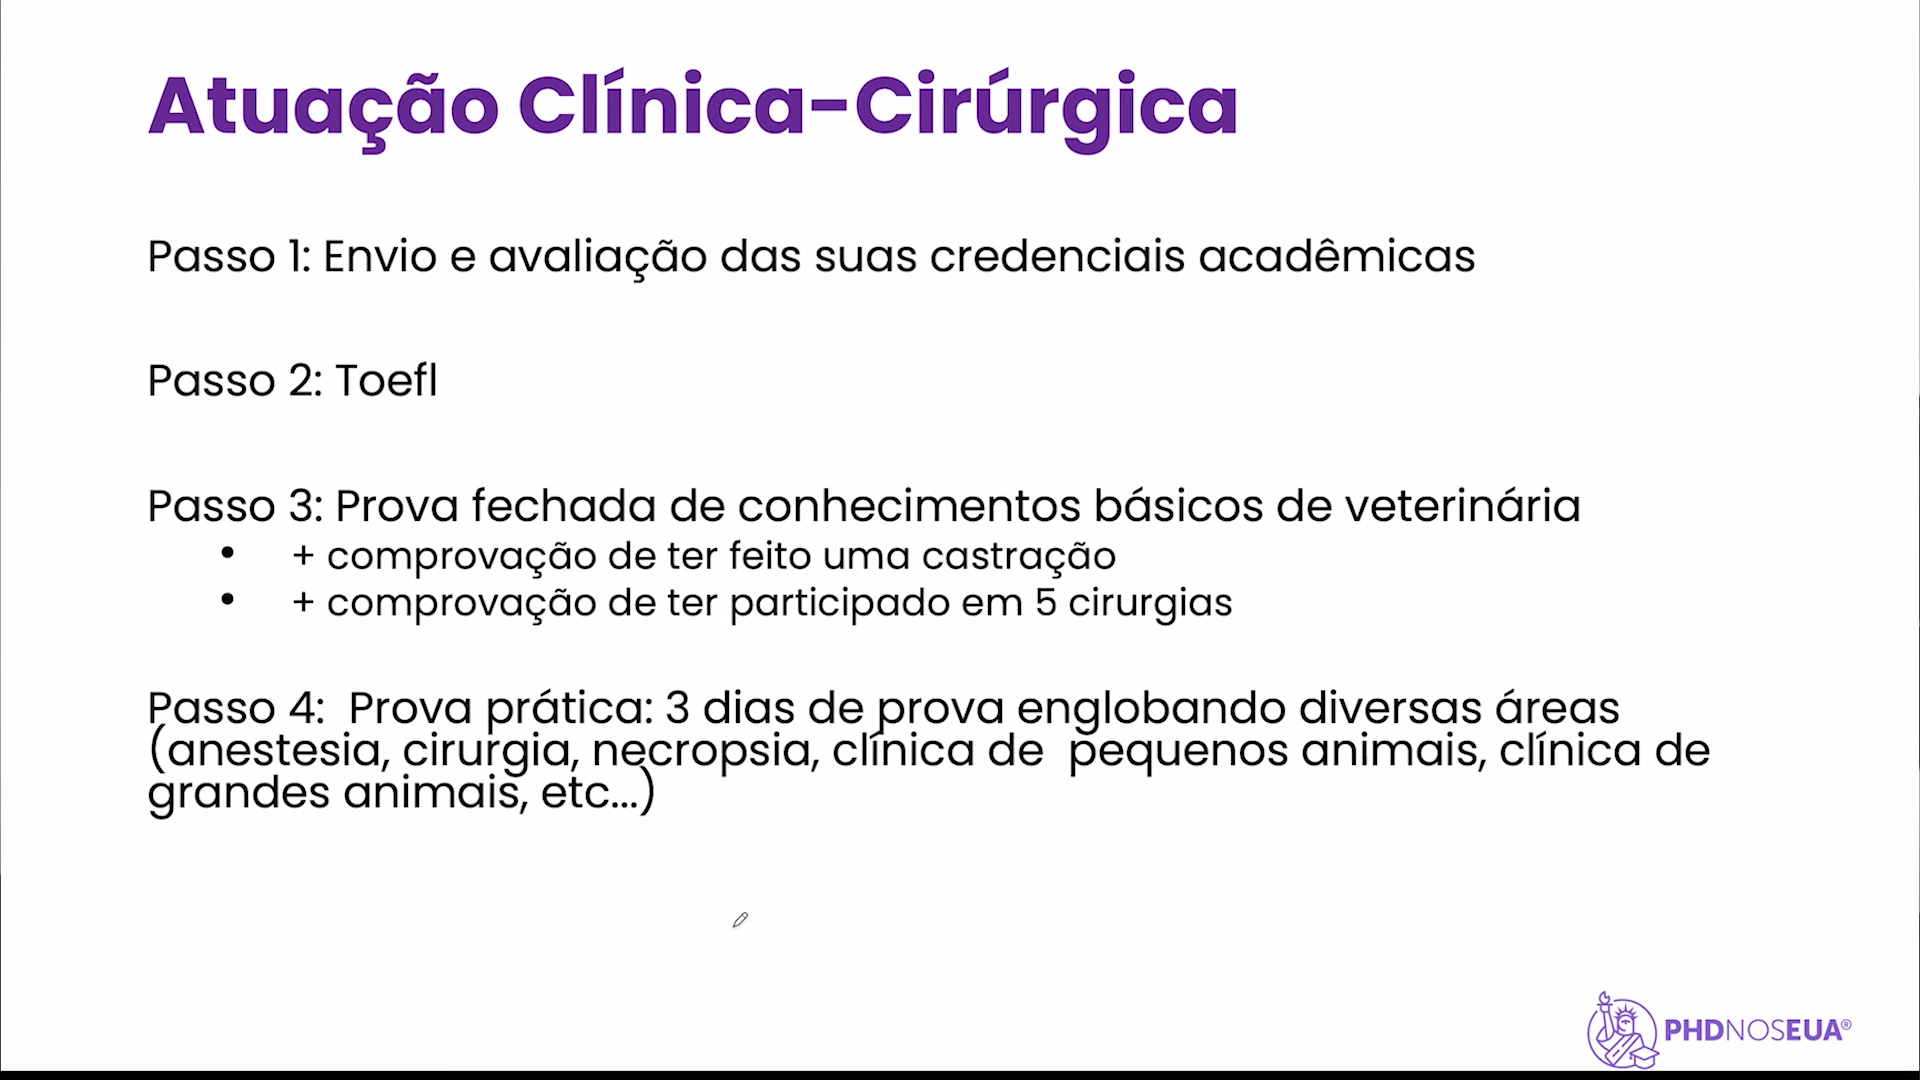 Atuação Clínica-Cirúrgica
Passo 1: Envio e avaliação das suas credenciais acadêmicas
Passo 2: Toefl
Passo 3: Prova fechada de conhecimentos básicos de veterinária
• + comprovação de ter feito uma castração
• + comprovação de ter participado em 5 cirurgias
Passo 4: Prova prática: 3 dias de prova englobando diversas áreas
(anestesia, cirurgia, necropsia, clínica de pequenos animais, clínica de
grandes animais, etc...)
PHDNOSEUA®